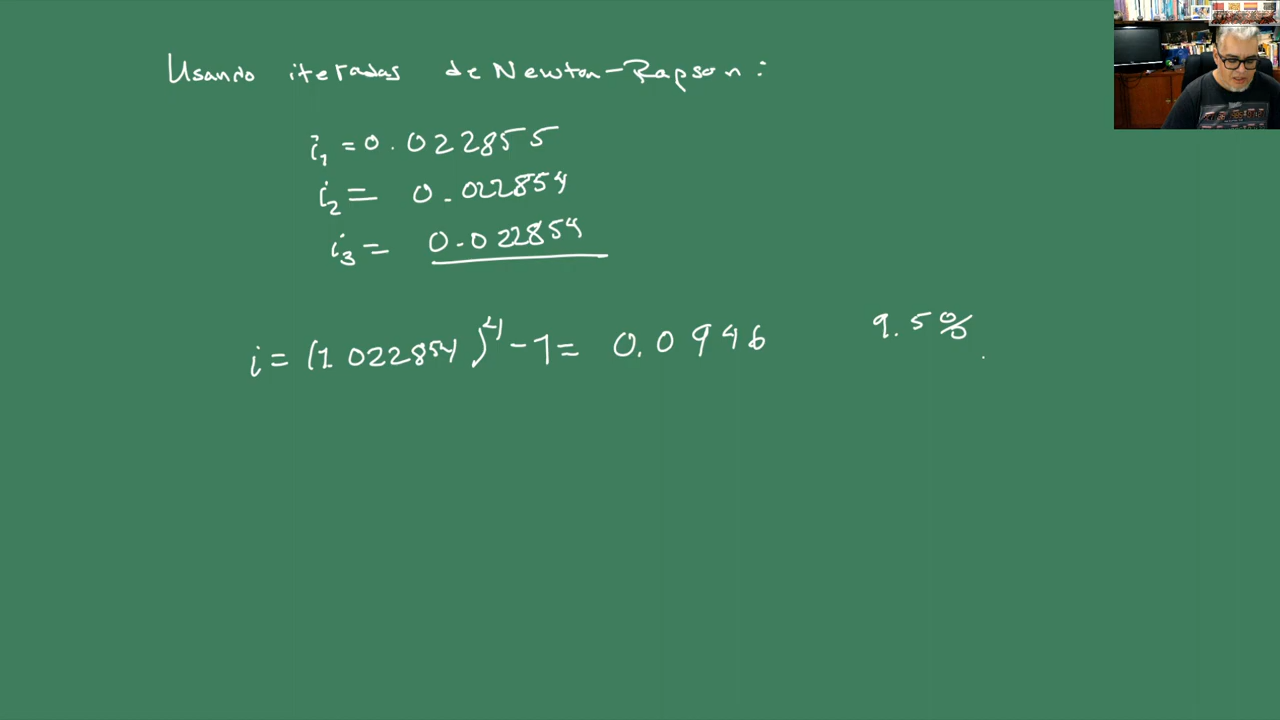 Usando iteradas de Newton-Rapson:
i₁ = 0.022855
i₂ = 0.022854
i₃ = 0.022854
i = (1.022854)⁴ - 1 = 0.0946 9.5%